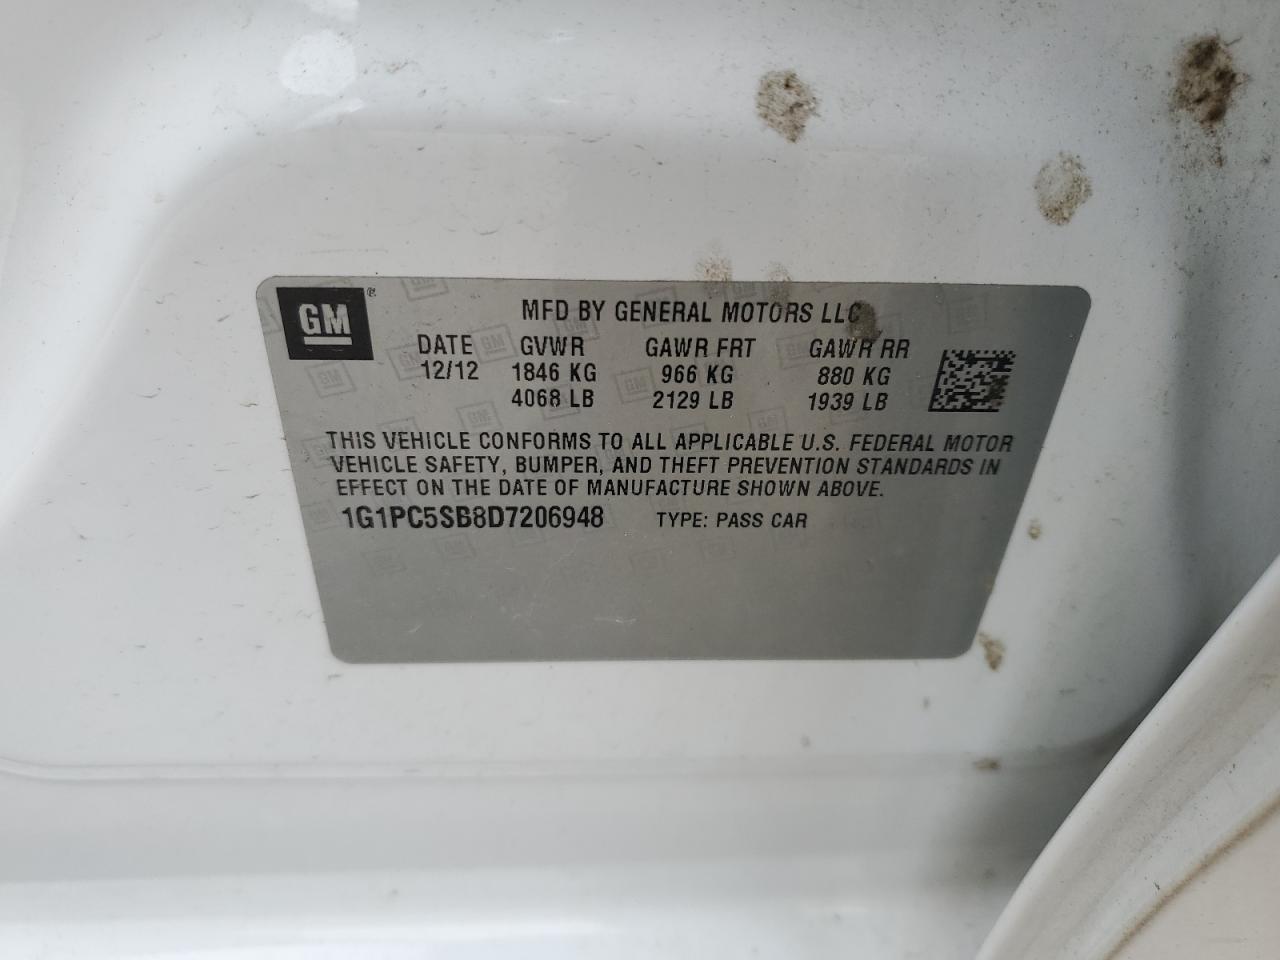 GM ®
MFD BY GENERAL MOTORS LLC
DATE GVWR GAWR FRT GAWR RR
12/12 1846 KG 966 KG 880 KG
4068 LB 2129 LB 1939 LB
THIS VEHICLE CONFORMS TO ALL APPLICABLE U.S. FEDERAL MOTOR
VEHICLE SAFETY, BUMPER, AND THEFT PREVENTION STANDARDS IN
EFFECT ON THE DATE OF MANUFACTURE SHOWN ABOVE.
1G1PC5SB8D7206948 TYPE: PASS CAR